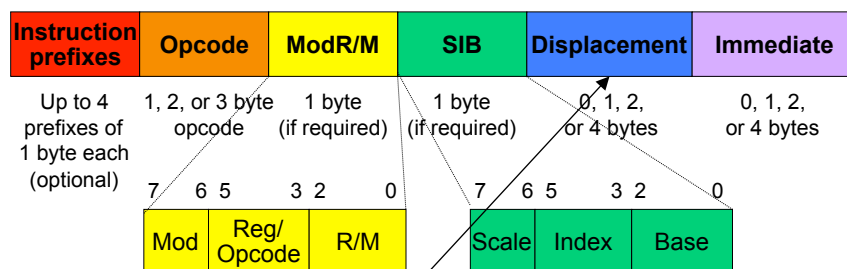 Instruction prefixes
Opcode
ModR/M
SIB
Displacement
Immediate
Up to 4
prefixes of
1 byte each
(optional)
1, 2, or 3 byte
opcode
1 byte
(if required)
1 byte
(if required)
0, 1, 2,
or 4 bytes
0, 1, 2,
or 4 bytes
7 6 5 3 2 0
Mod
Reg/
Opcode
R/M
7 6 5 3 2 0
Scale
Index
Base